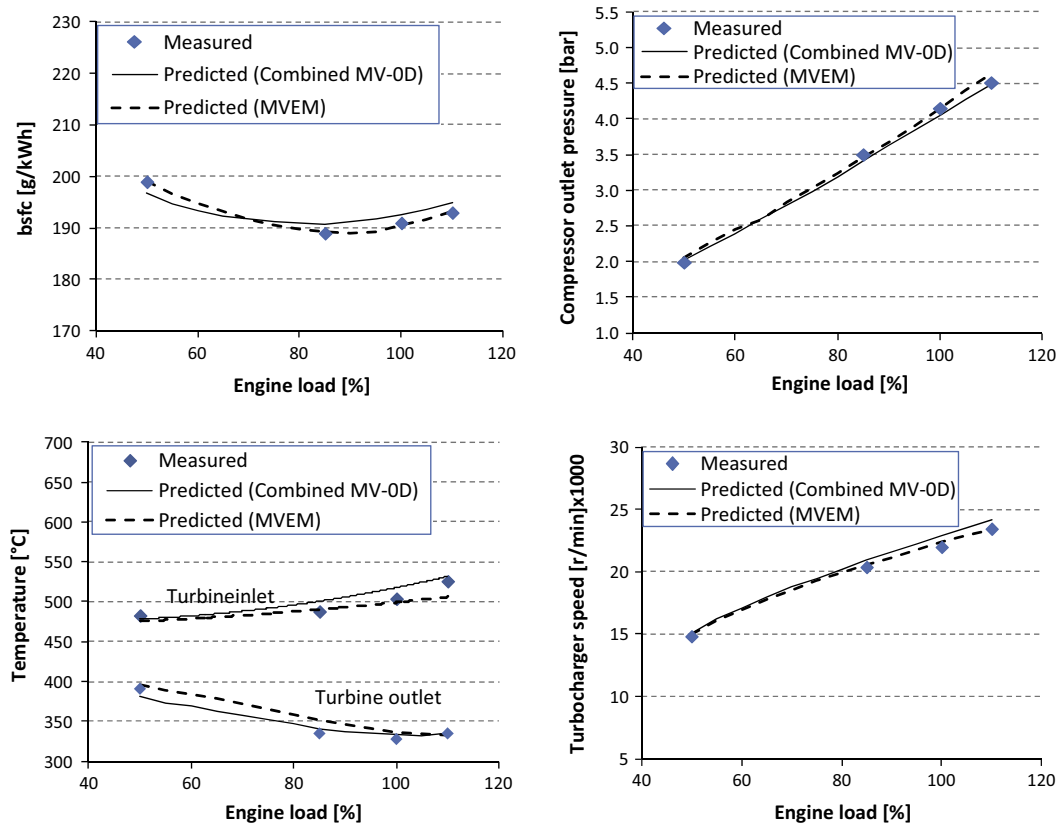 230
220
210
200
190
180
170
bsfc [g/kWh]
Measured
Predicted (Combined MV-0D)
Predicted (MVEM)
40 60 80 100 120
Engine load [%]
5.5
5.0
4.5
4.0
3.5
3.0
2.5
2.0
1.5
1.0
Compressor outlet pressure [bar]
Measured
Predicted (Combined MV-0D)
Predicted (MVEM)
40 60 80 100 120
Engine load [%]
700
650
600
550
500
450
400
350
300
Temperature [°C]
Measured
Predicted (Combined MV-0D)
Predicted (MVEM)
Turbineinlet
Turbine outlet
40 60 80 100 120
Engine load [%]
30
25
20
15
10
5
Turbocharger speed [r/min]x1000
Measured
Predicted (Combined MV-0D)
Predicted (MVEM)
40 60 80 100 120
Engine load [%]